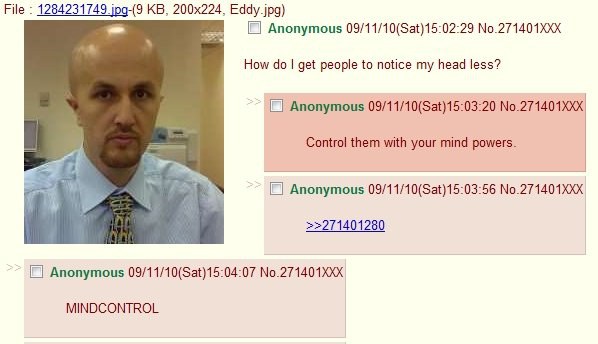 File : 1284231749.jpg-(9 KB, 200x224, Eddy.jpg)
Anonymous 09/11/10(Sat)15:02:29 No.271401XXX
How do I get people to notice my head less?
>> Anonymous 09/11/10(Sat)15:03:20 No.271401XXX
Control them with your mind powers.
>> Anonymous 09/11/10(Sat)15:03:56 No.271401XXX
>>271401280
>> Anonymous 09/11/10(Sat)15:04:07 No.271401XXX
MINDCONTROL